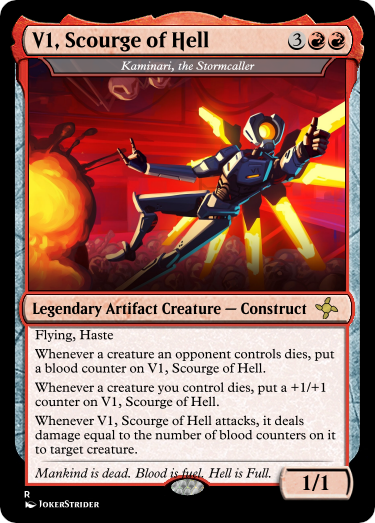 V1, Scourge of Hell 3
Kaminari, the Stormcaller
Legendary Artifact Creature — Construct
Flying, Haste
Whenever a creature an opponent controls dies, put
a blood counter on V1, Scourge of Hell.
Whenever a creature you control dies, put a +1/+1
counter on V1, Scourge of Hell.
Whenever V1, Scourge of Hell attacks, it deals
damage equal to the number of blood counters on it
to target creature.
Mankind is dead. Blood is fuel. Hell is Full.
1/1
R
JokerStrider